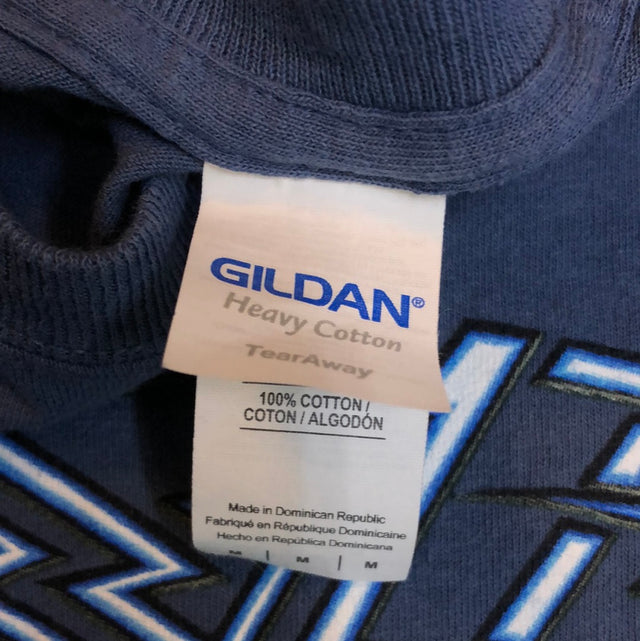 GILDAN®
Heavy Cotton
TearAway
100% COTTON /
COTON / ALGODÓN
Made in Dominican Republic
Fabriqué en République Dominicaine
Hecho en República Dominicana
M | M | M